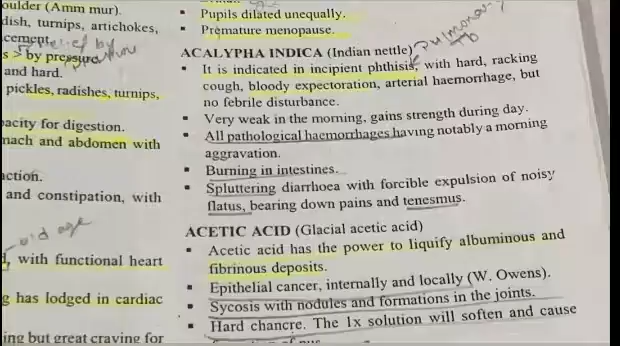 oulder (Amm mur).
dish, turnips, artichokes,
cement.
relief by
s > by pressure
and hard.
pickles, radishes, turnips,
pacity for digestion.
nach and abdomen with
action.
and constipation, with
old age
with functional heart
g has lodged in cardiac
ing but great craving for
▪ Pupils dilated unequally.
▪ Premature menopause.
Pulmonary
TB
ACALYPHA INDICA (Indian nettle)
▪ It is indicated in incipient phthisis, with hard, racking
cough, bloody expectoration, arterial haemorrhage, but
no febrile disturbance.
▪ Very weak in the morning, gains strength during day.
▪ All pathological haemorrhages having notably a morning
aggravation.
▪ Burning in intestines.
▪ Spluttering diarrhoea with forcible expulsion of noisy
flatus, bearing down pains and tenesmus.
ACETIC ACID (Glacial acetic acid)
▪ Acetic acid has the power to liquify albuminous and
fibrinous deposits.
▪ Epithelial cancer, internally and locally (W. Owens).
▪ Sycosis with nodules and formations in the joints.
▪ Hard chancre. The 1x solution will soften and cause